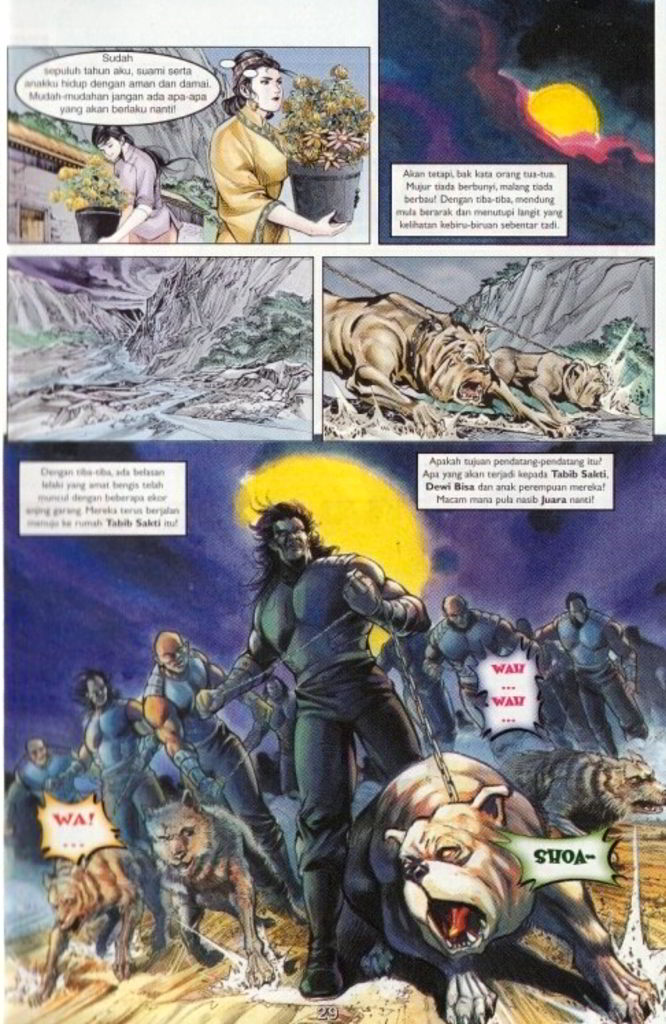 Sudah
sepuluh tahun aku, suami serta
anakku hidup dengan aman dan damai.
Mudah-mudahan jangan ada apa-apa
yang akan berlaku nanti!
Akan tetapi, bak kata orang tua-tua.
Mujur tiada berbunyi, malang tiada
berbau! Dengan tiba-tiba, mendung
mula berarak dan menutupi langit yang
kelihatan kebiru-biruan sebentar tadi.
Dengan tiba-tiba, ada belasan
lelaki yang amat bengis telah
muncul dengan beberapa ekor
anjing garang. Mereka terus berjalan
menuju ke rumah Tabib Sakti itu!
Apakah tujuan pendatang-pendatang itu?
Apa yang akan terjadi kepada Tabib Sakti,
Dewi Bisa dan anak perempuan mereka!
Macam mana pula nasib Juara nanti!
WAH
...
WAH
...
WA!
...
SHOA-
29